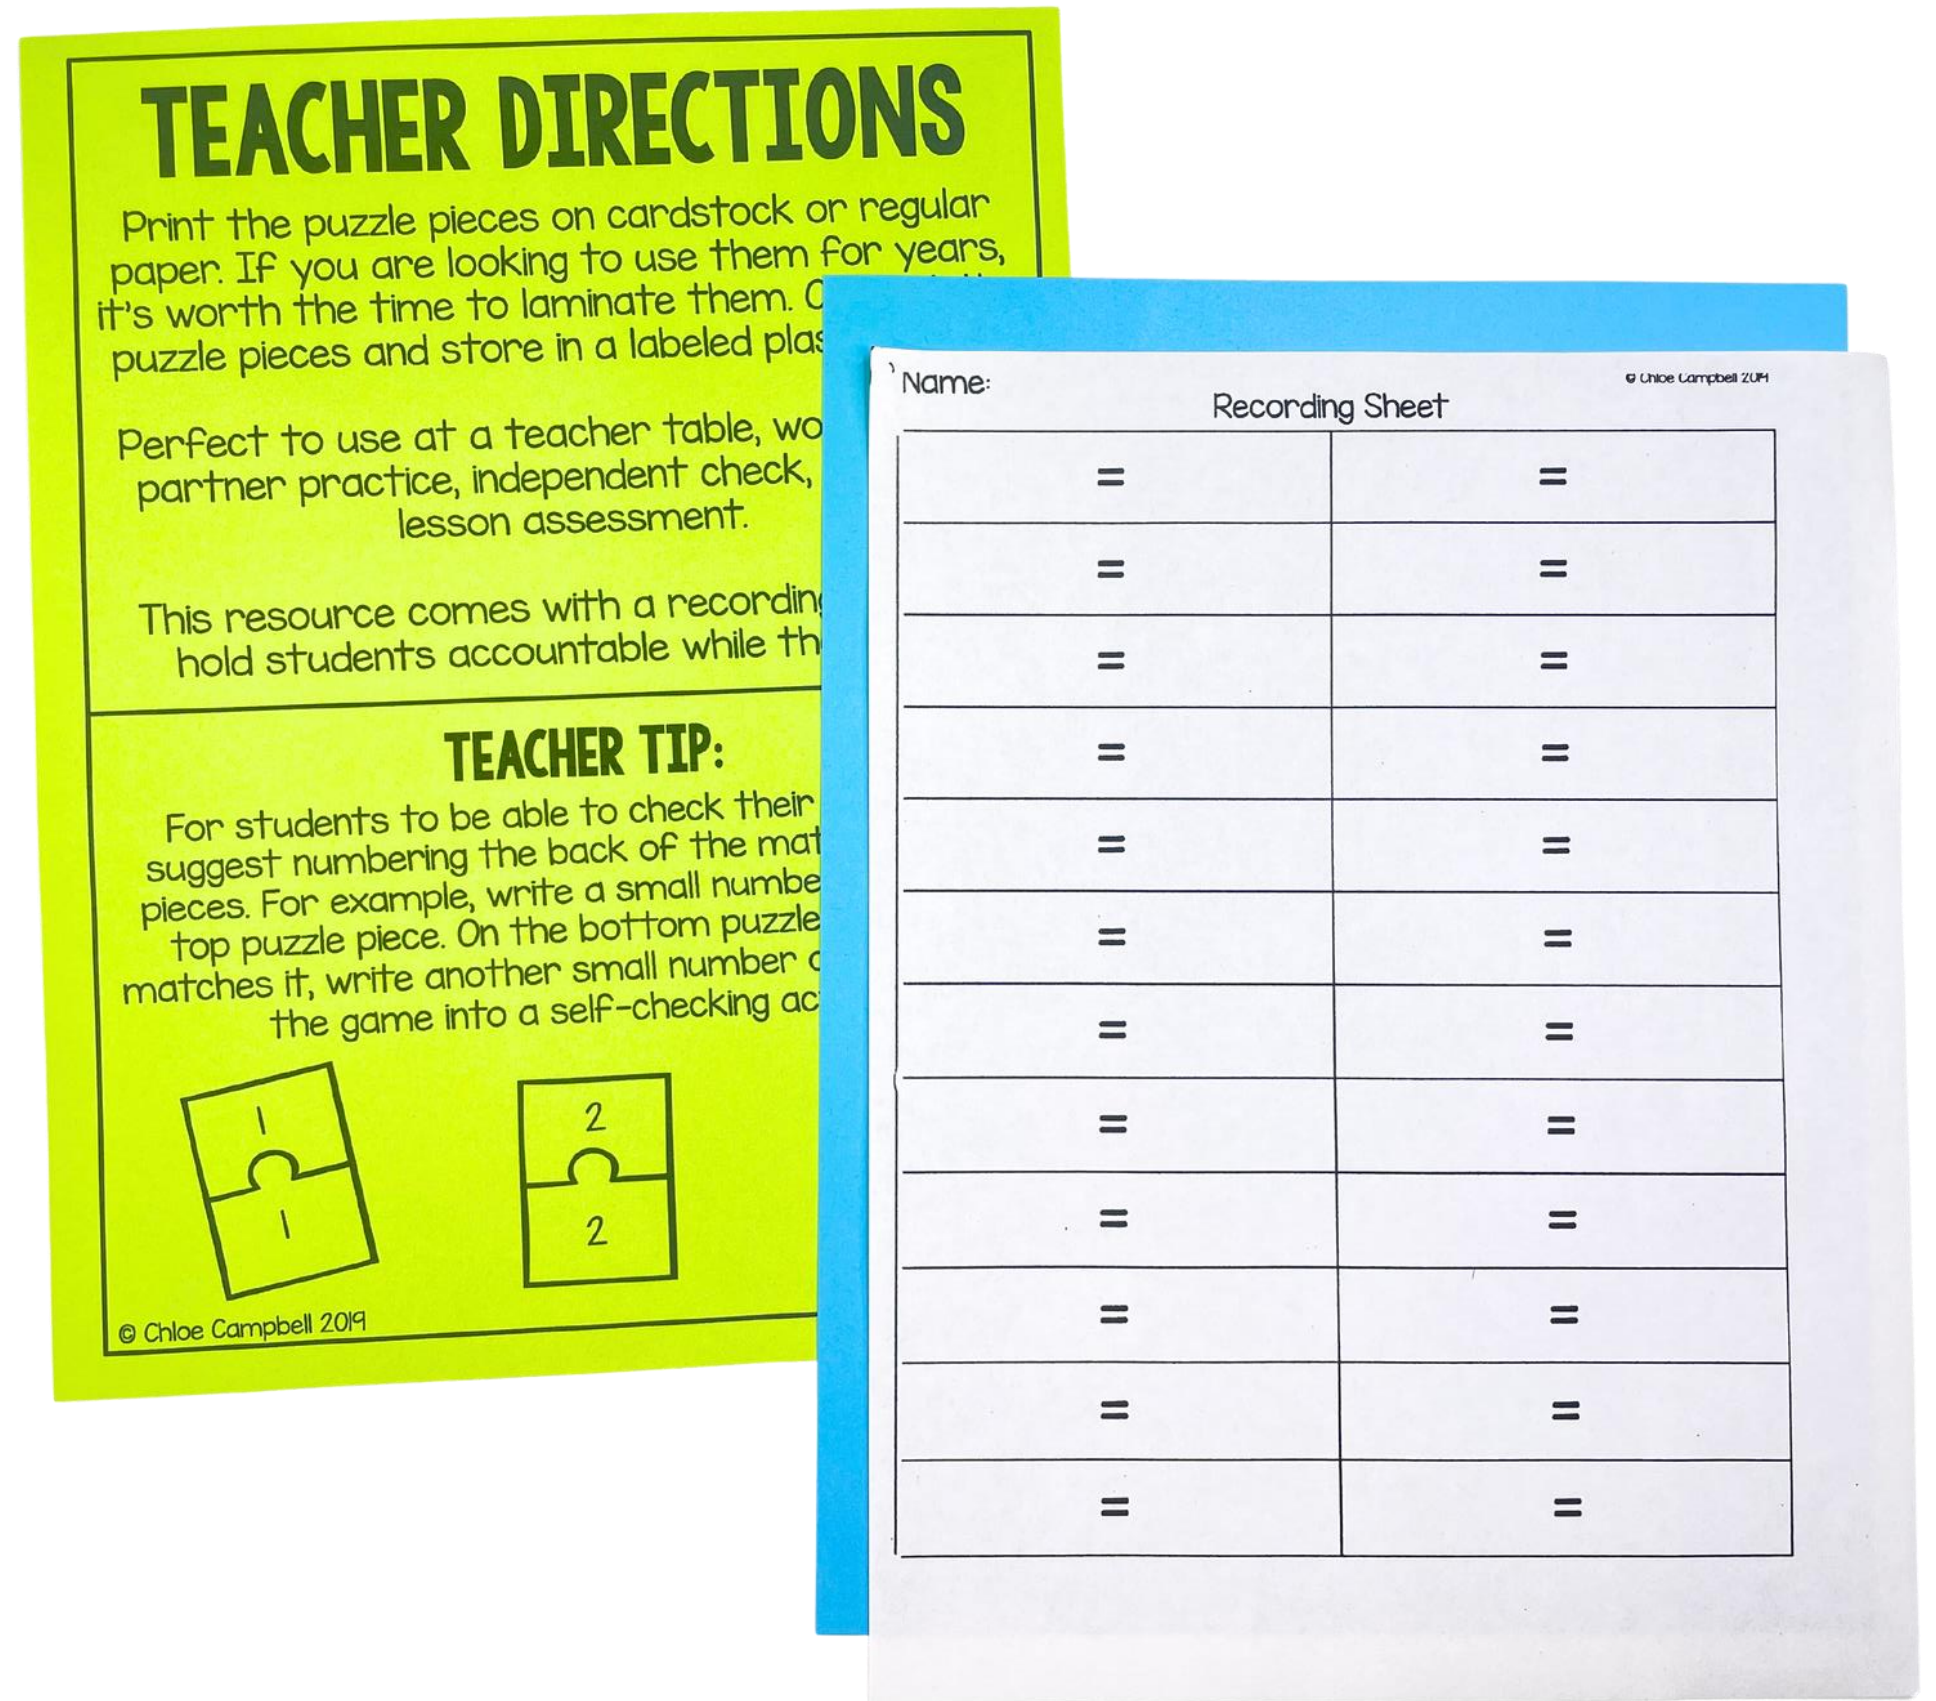 TEACHER DIRECTIONS
Print the puzzle pieces on cardstock or regular
paper. If you are looking to use them for years,
it's worth the time to laminate them.
puzzle pieces and store in a labeled
Perfect to use at a teacher table,
partner practice, independent check,
lesson assessment.
This resource comes with a
hold students accountable while
TEACHER TIP:
For students to be able to check their
suggest numbering the back of the
pieces. For example, write a small
top puzzle piece. On the bottom puzzle
matches it, write another small number
the game into a self-checking
1
1
2
2
© Chloe Campbell 2019
Name:
© Chloe Campbell 2019
Recording Sheet
= =
= =
= =
= =
= =
= =
= =
= =
= =
= =
= =
= =